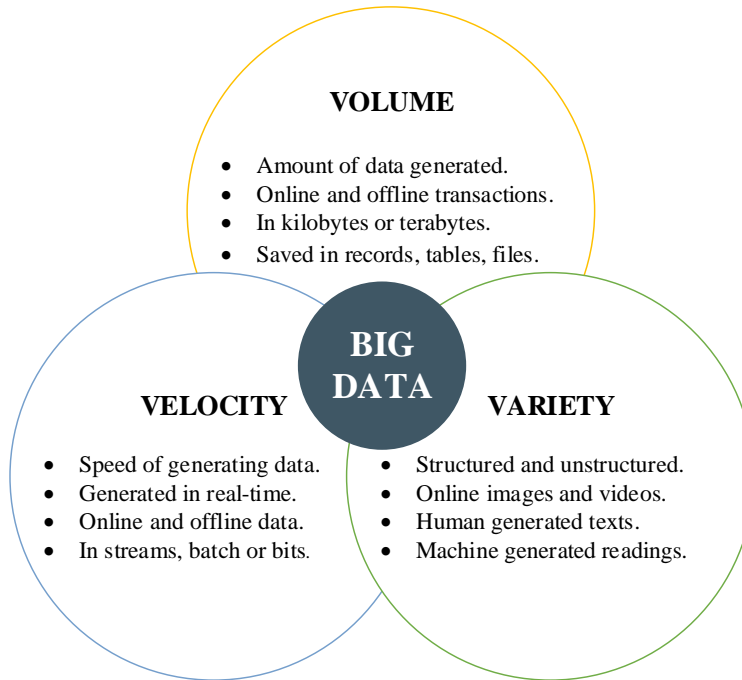 VOLUME
• Amount of data generated.
• Online and offline transactions.
• In kilobytes or terabytes.
• Saved in records, tables, files.
BIG
DATA
VELOCITY
• Speed of generating data.
• Generated in real-time.
• Online and offline data.
• In streams, batch or bits.
VARIETY
• Structured and unstructured.
• Online images and videos.
• Human generated texts.
• Machine generated readings.